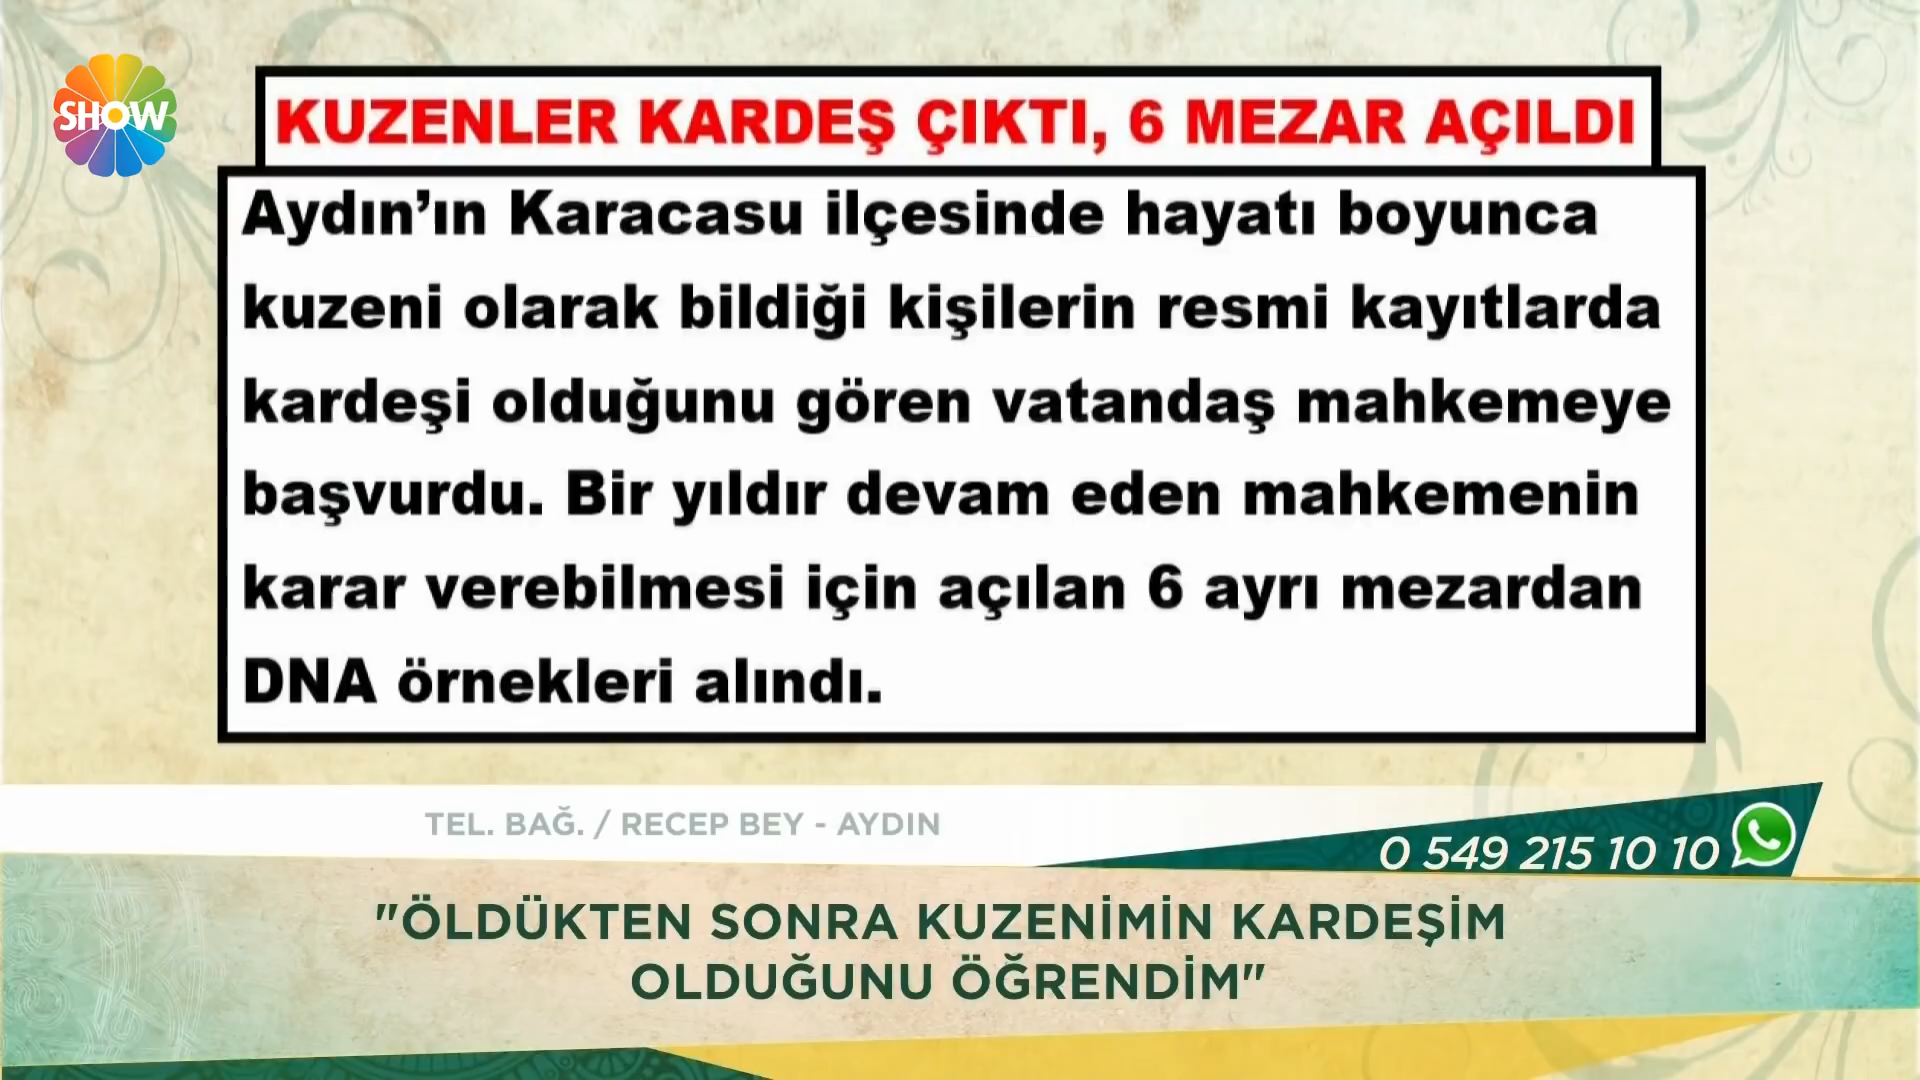 SHOW
KUZENLER KARDEŞ ÇIKTI, 6 MEZAR AÇILDI
Aydın’ın Karacasu ilçesinde hayatı boyunca
kuzeni olarak bildiği kişilerin resmi kayıtlarda
kardeşi olduğunu gören vatandaş mahkemeye
başvurdu. Bir yıldır devam eden mahkemenin
karar verebilmesi için açılan 6 ayrı mezardan
DNA örnekleri alındı.
TEL. BAĞ. / RECEP BEY - AYDIN
0 549 215 10 10
"ÖLDÜKTEN SONRA KUZENİMİN KARDEŞİM
OLDUĞUNU ÖĞRENDİM"